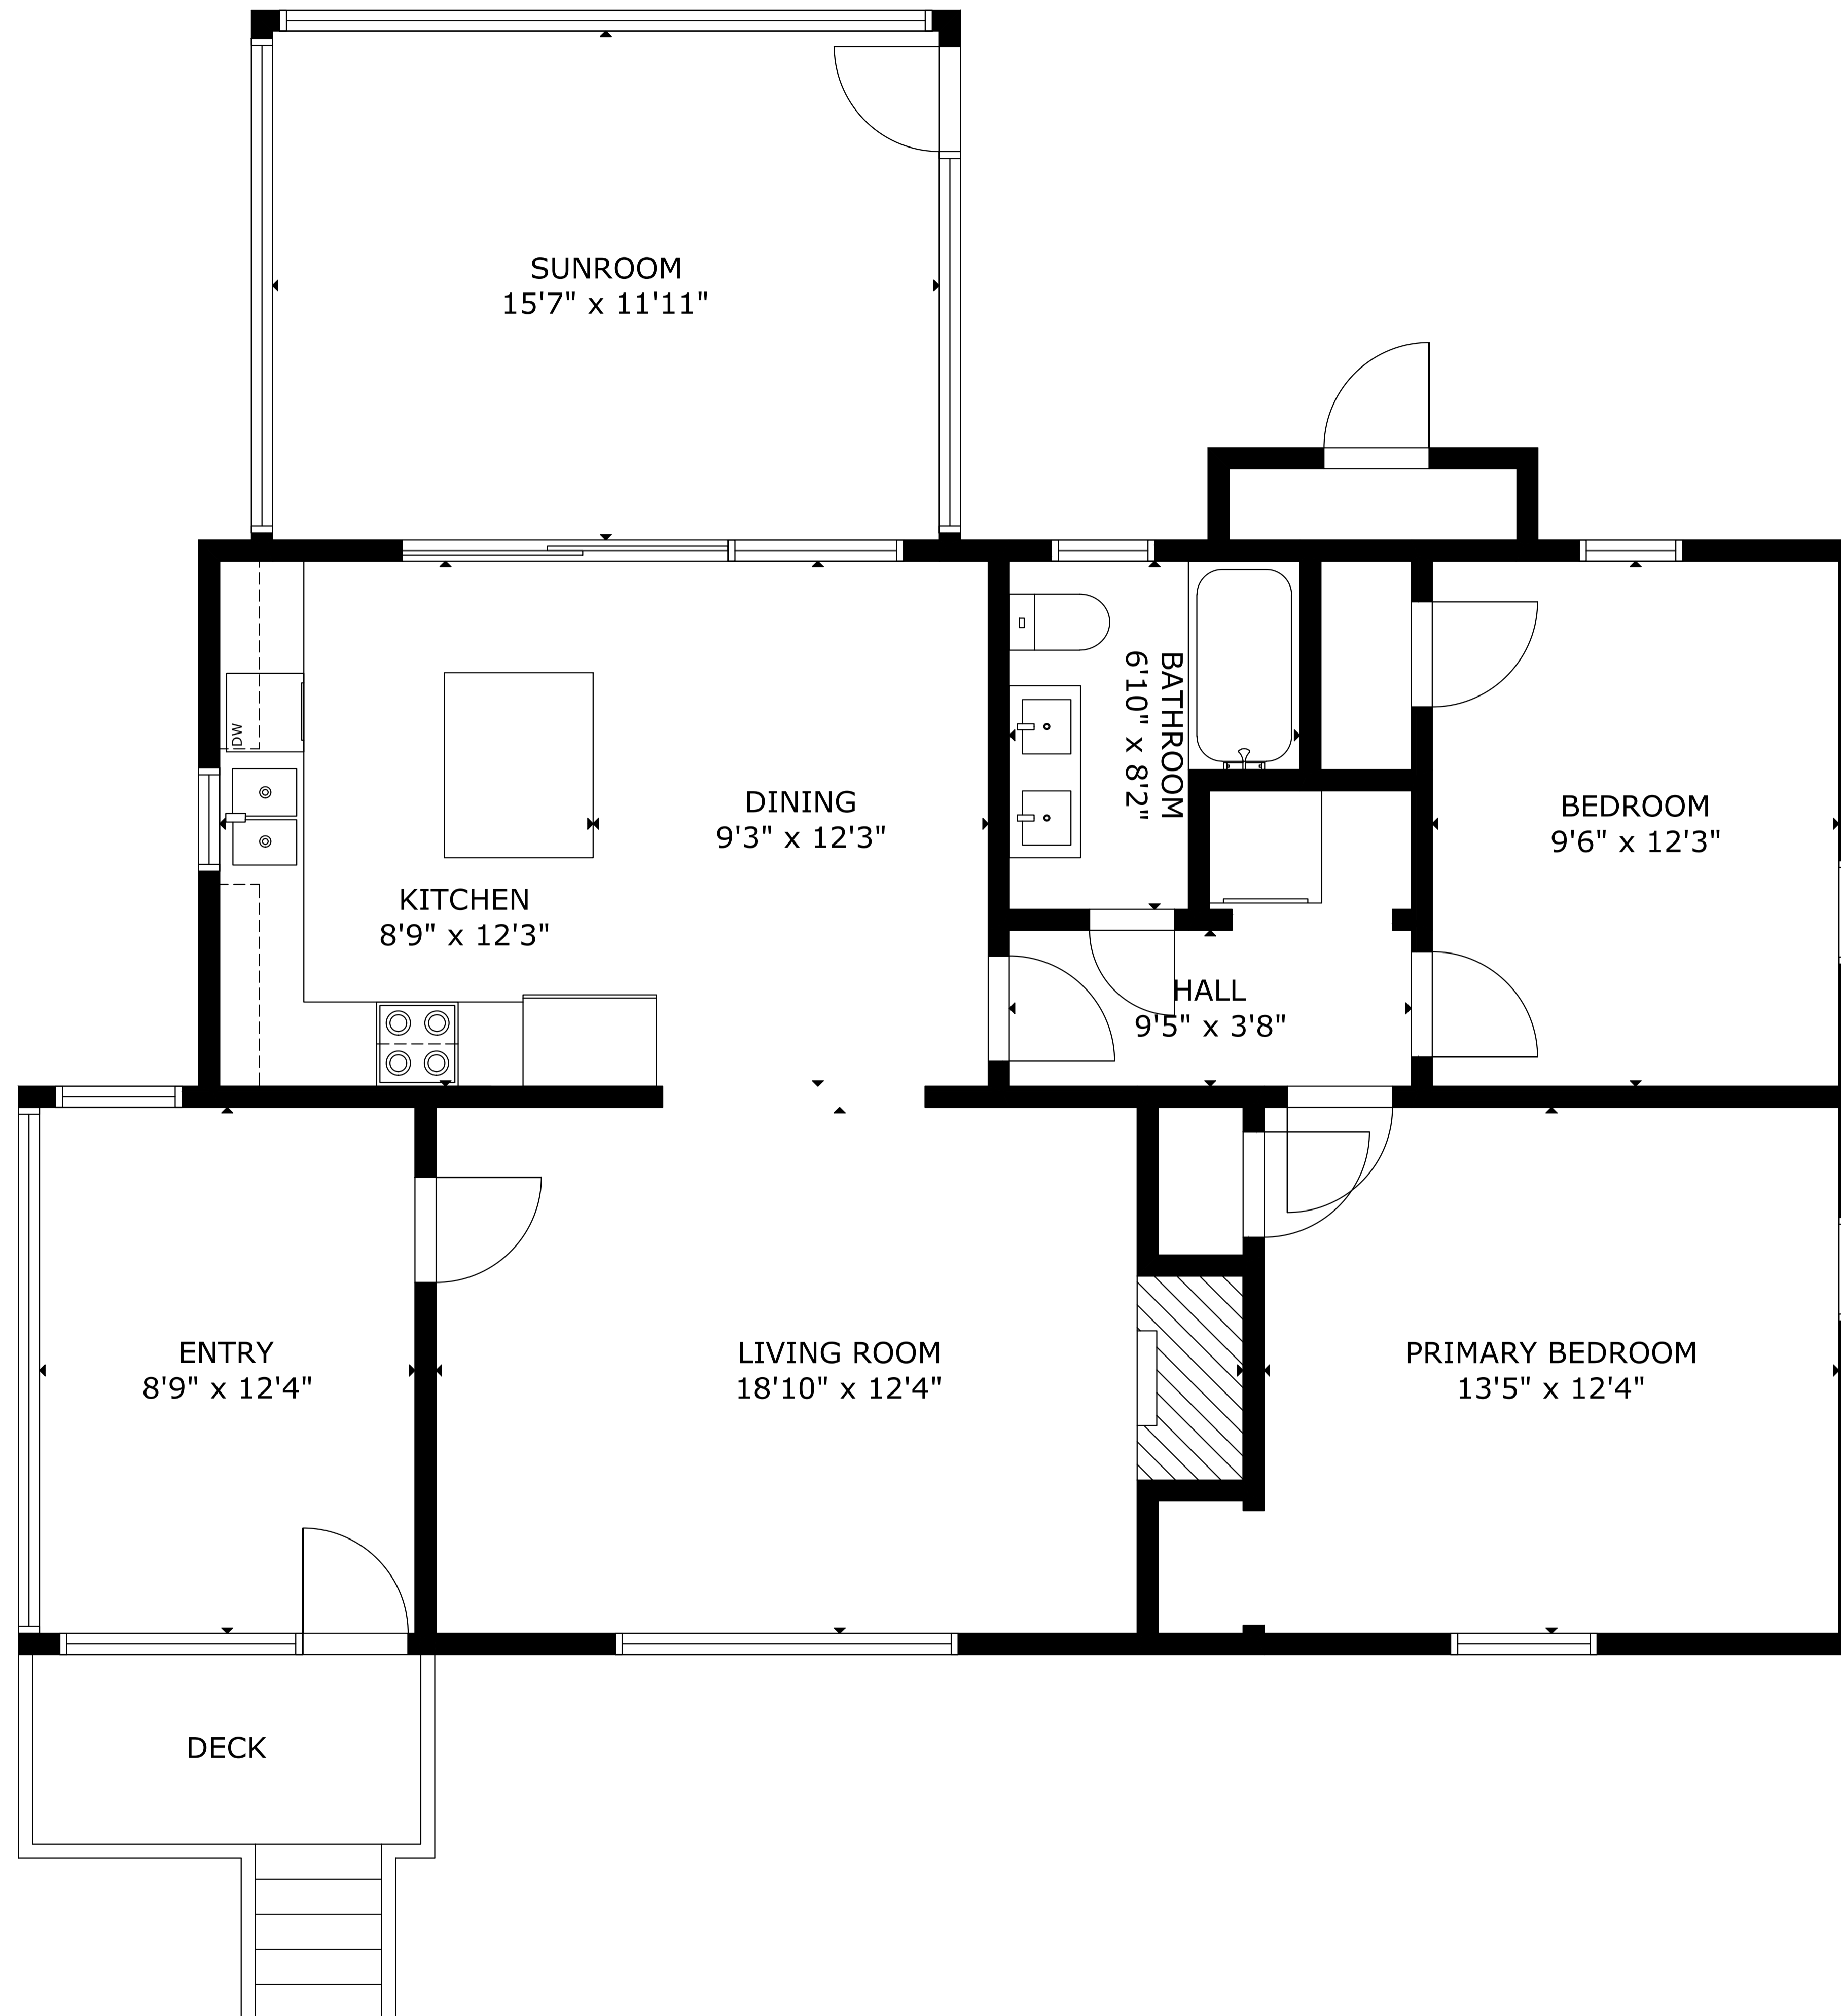 SUNROOM
15'7" x 11'11"
DW
BATHROOM
6'10" x 8'2"
DINING
9'3" x 12'3"
BEDROOM
9'6" x 12'3"
KITCHEN
8'9" x 12'3"
HALL
9'5" x 3'8"
ENTRY
8'9" x 12'4"
LIVING ROOM
18'10" x 12'4"
PRIMARY BEDROOM
13'5" x 12'4"
DECK